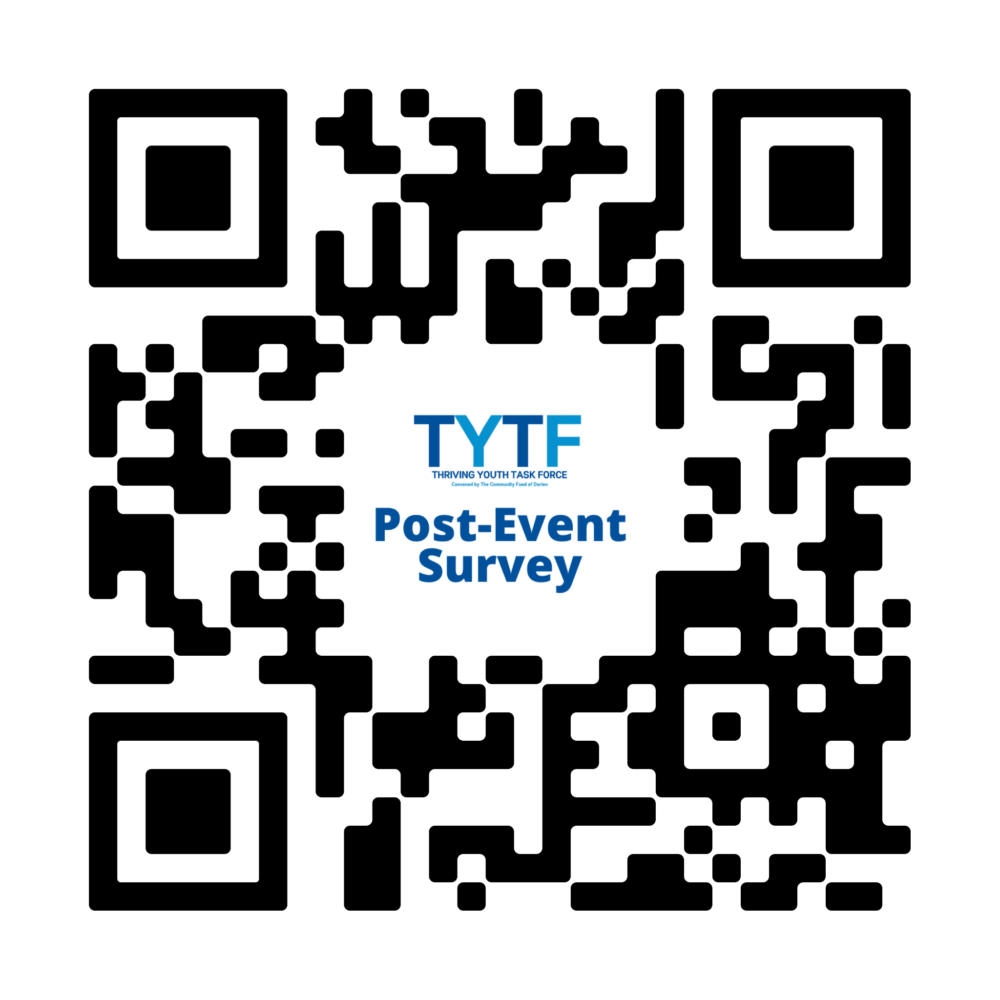 TYTF
THRIVING YOUTH TASK FORCE
Convened by The Community Fund of Darien
Post-Event
Survey